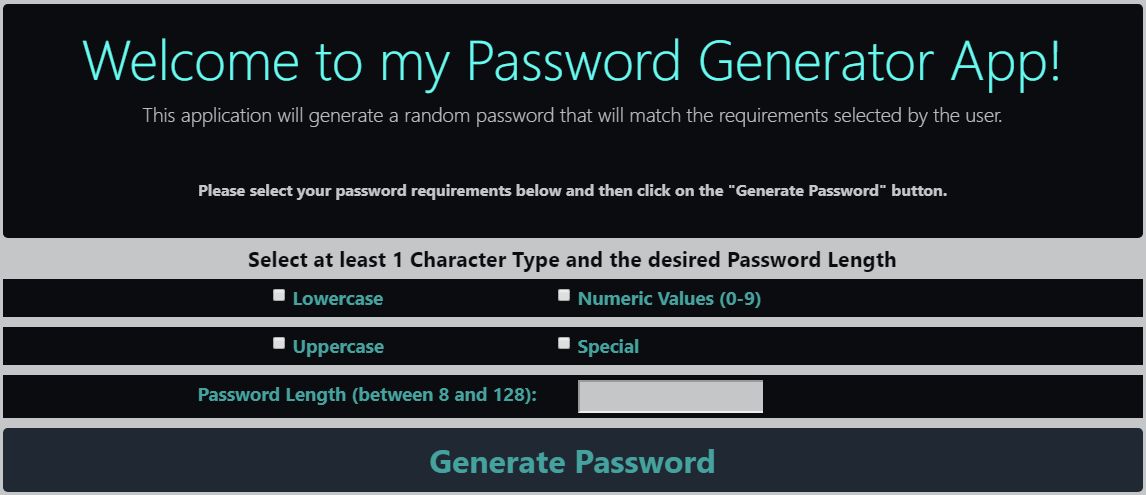 Welcome to my Password Generator App!
This application will generate a random password that will match the requirements selected by the user.
Please select your password requirements below and then click on the "Generate Password" button.
Select at least 1 Character Type and the desired Password Length
Lowercase Numeric Values (0-9)
Uppercase Special
Password Length (between 8 and 128):
Generate Password